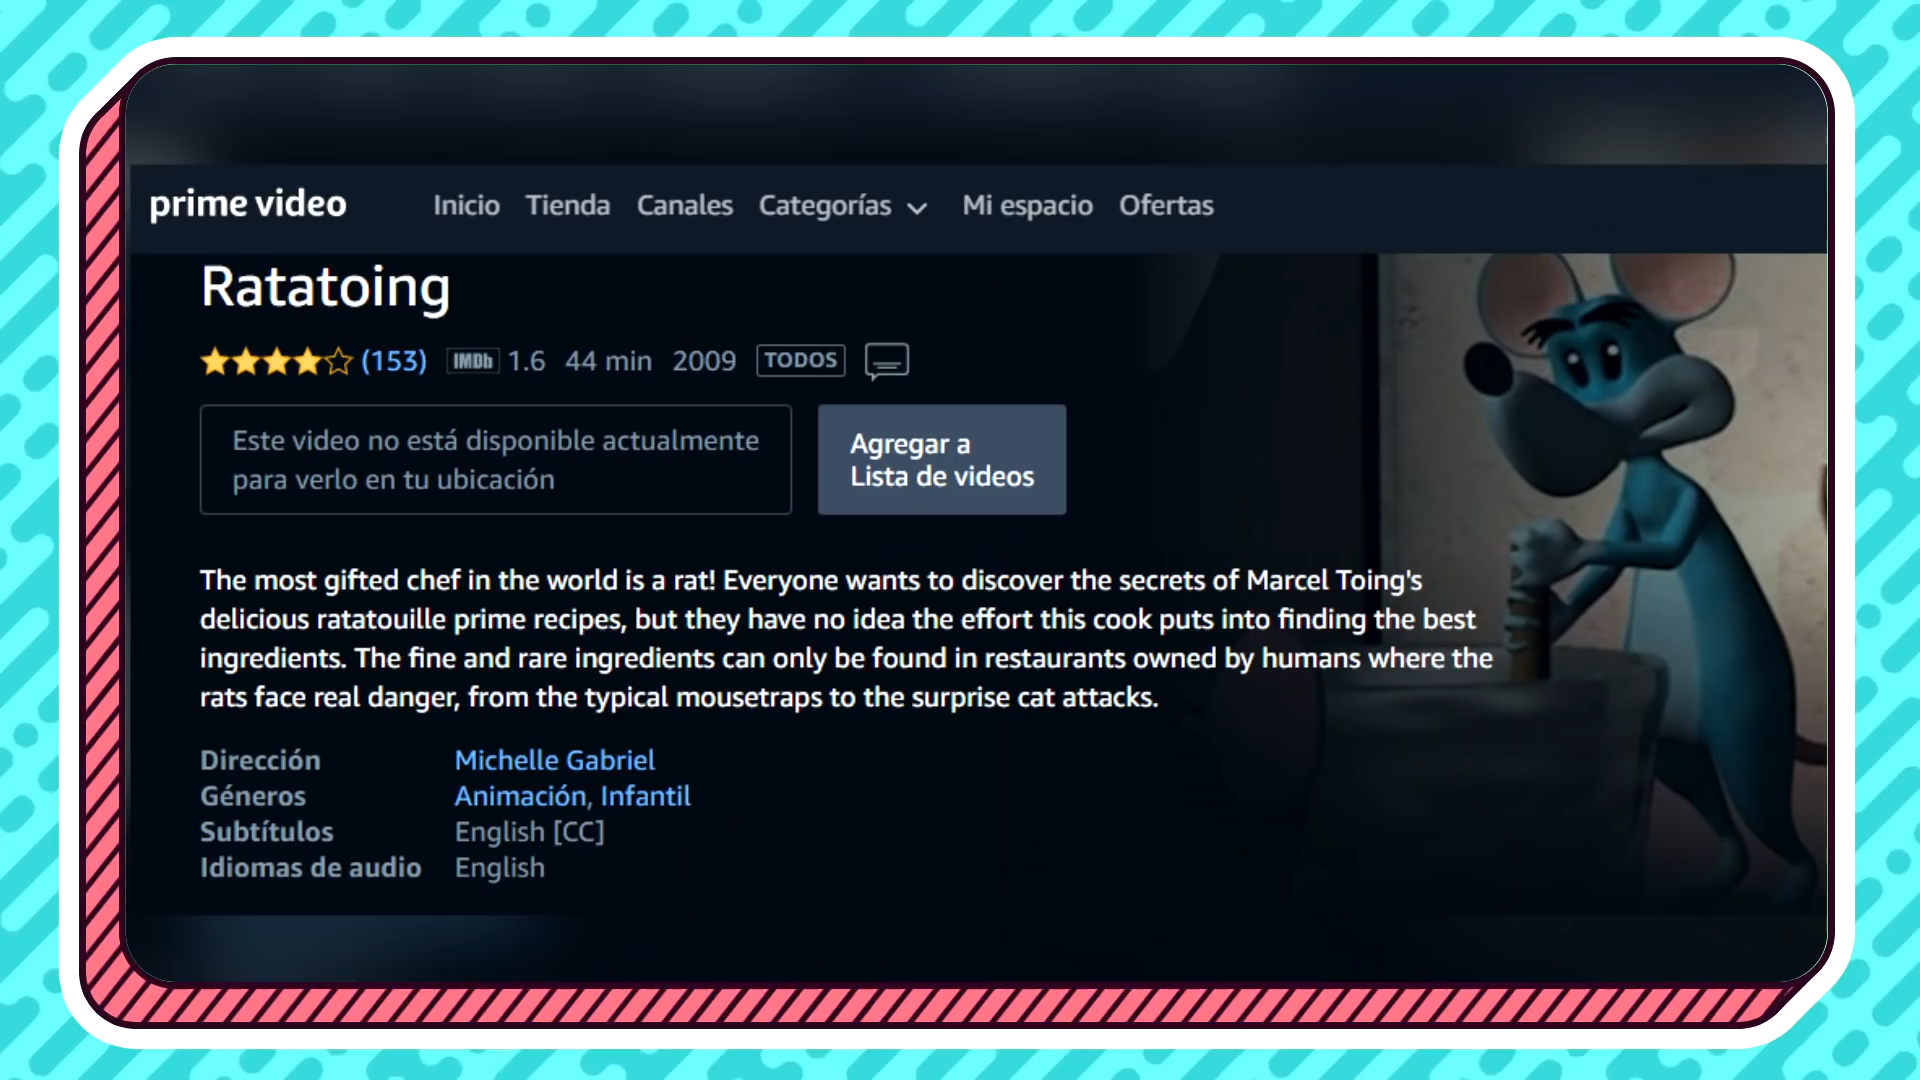 prime video Inicio Tienda Canales Categorías Mi espacio Ofertas
Ratatoing
(153) IMDb 1.6 44 min 2009 TODOS
Este video no está disponible actualmente
para verlo en tu ubicación
Agregar a
Lista de videos
The most gifted chef in the world is a rat! Everyone wants to discover the secrets of Marcel Toing's
delicious ratatouille prime recipes, but they have no idea the effort this cook puts into finding the best
ingredients. The fine and rare ingredients can only be found in restaurants owned by humans where the
rats face real danger, from the typical mousetraps to the surprise cat attacks.
Dirección Michelle Gabriel
Géneros Animación, Infantil
Subtítulos English [CC]
Idiomas de audio English